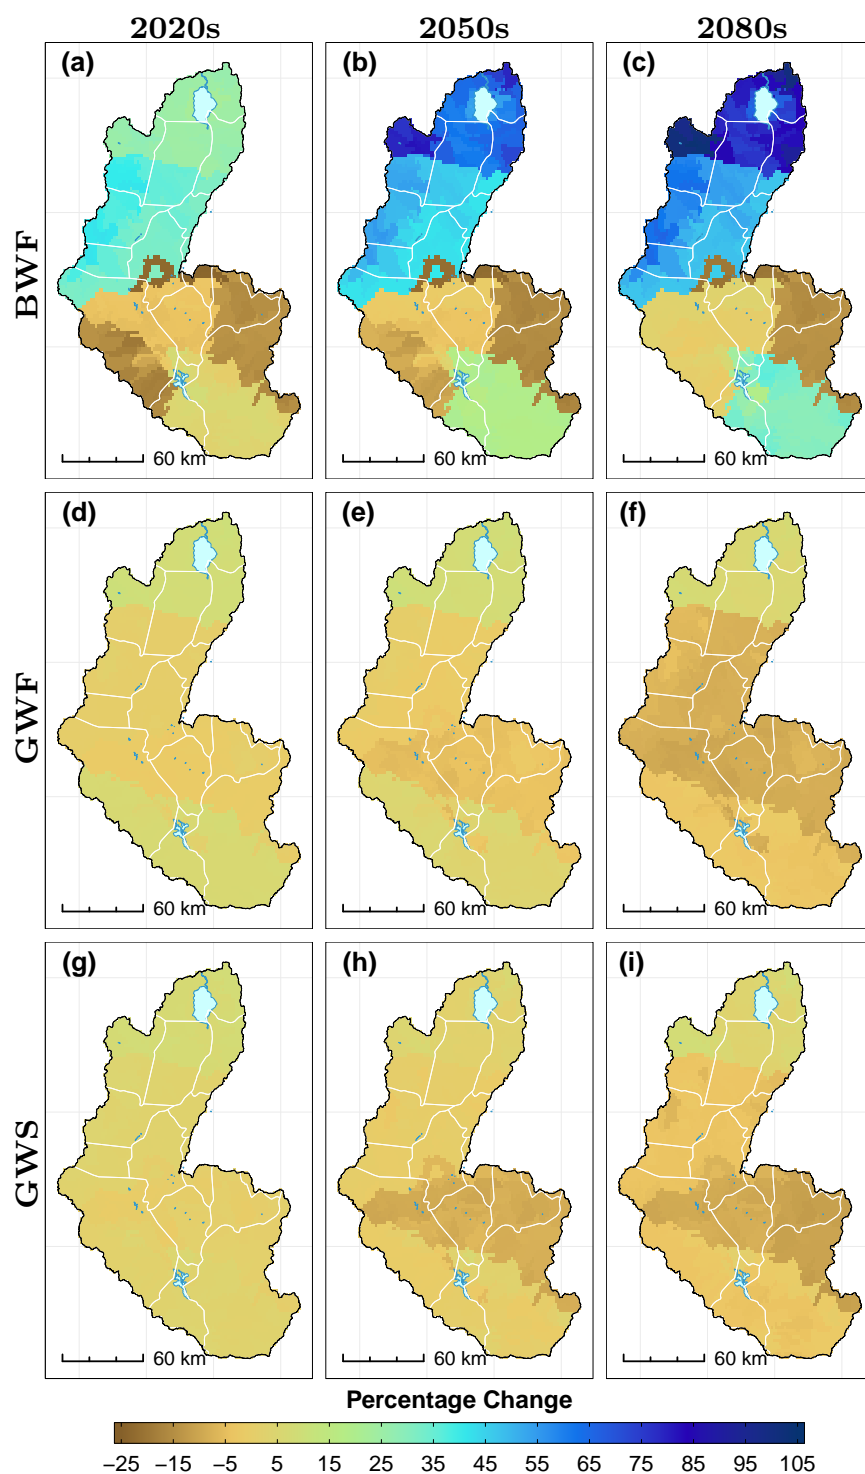 2020s 2050s 2080s
(a) (b) (c)
BWF
60 km 60 km 60 km
(d) (e) (f)
GWF
60 km 60 km 60 km
(g) (h) (i)
GWS
60 km 60 km 60 km
Percentage Change
−25 −15 −5 5 15 25 35 45 55 65 75 85 95 105